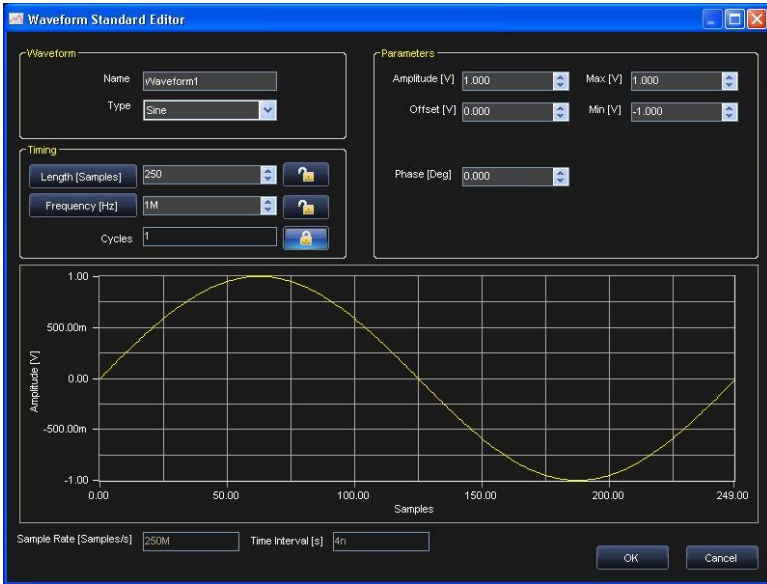 Waveform Standard Editor
Waveform
Name Waveform1
Type Sine
Timing
Length [Samples] 250
Frequency [Hz] 1M
Cycles 1
Parameters
Amplitude [V] 1.000 Max [V] 1.000
Offset [V] 0.000 Min [V] -1.000
Phase [Deg] 0.000
1.00
500.00m
0.00
-500.00m
-1.00
Amplitude [V]
0.00 50.00 100.00 150.00 200.00 249.00
Samples
Sample Rate [Samples/s] 250M Time Interval [s] 4n
OK Cancel